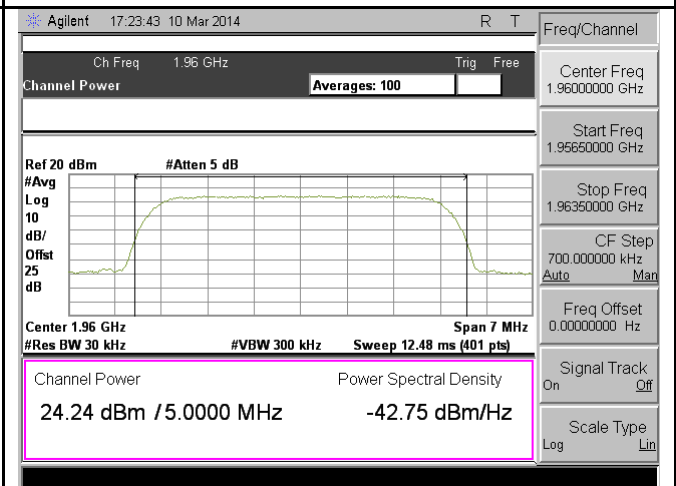 Agilent 17:23:43 10 Mar 2014 R T
Freq/Channel
Ch Freq 1.96 GHz Trig Free
Channel Power Averages: 100
Center Freq
1.96000000 GHz
Start Freq
1.95650000 GHz
Stop Freq
1.96350000 GHz
CF Step
700.000000 kHz
Auto Man
Freq Offset
0.00000000 Hz
Signal Track
On Off
Scale Type
Log Lin
Ref 20 dBm #Atten 5 dB
#Avg
Log
10
dB/
Offst
25
dB
Center 1.96 GHz Span 7 MHz
#Res BW 30 kHz #VBW 300 kHz Sweep 12.48 ms (401 pts)
Channel Power Power Spectral Density
24.24 dBm / 5.0000 MHz -42.75 dBm/Hz